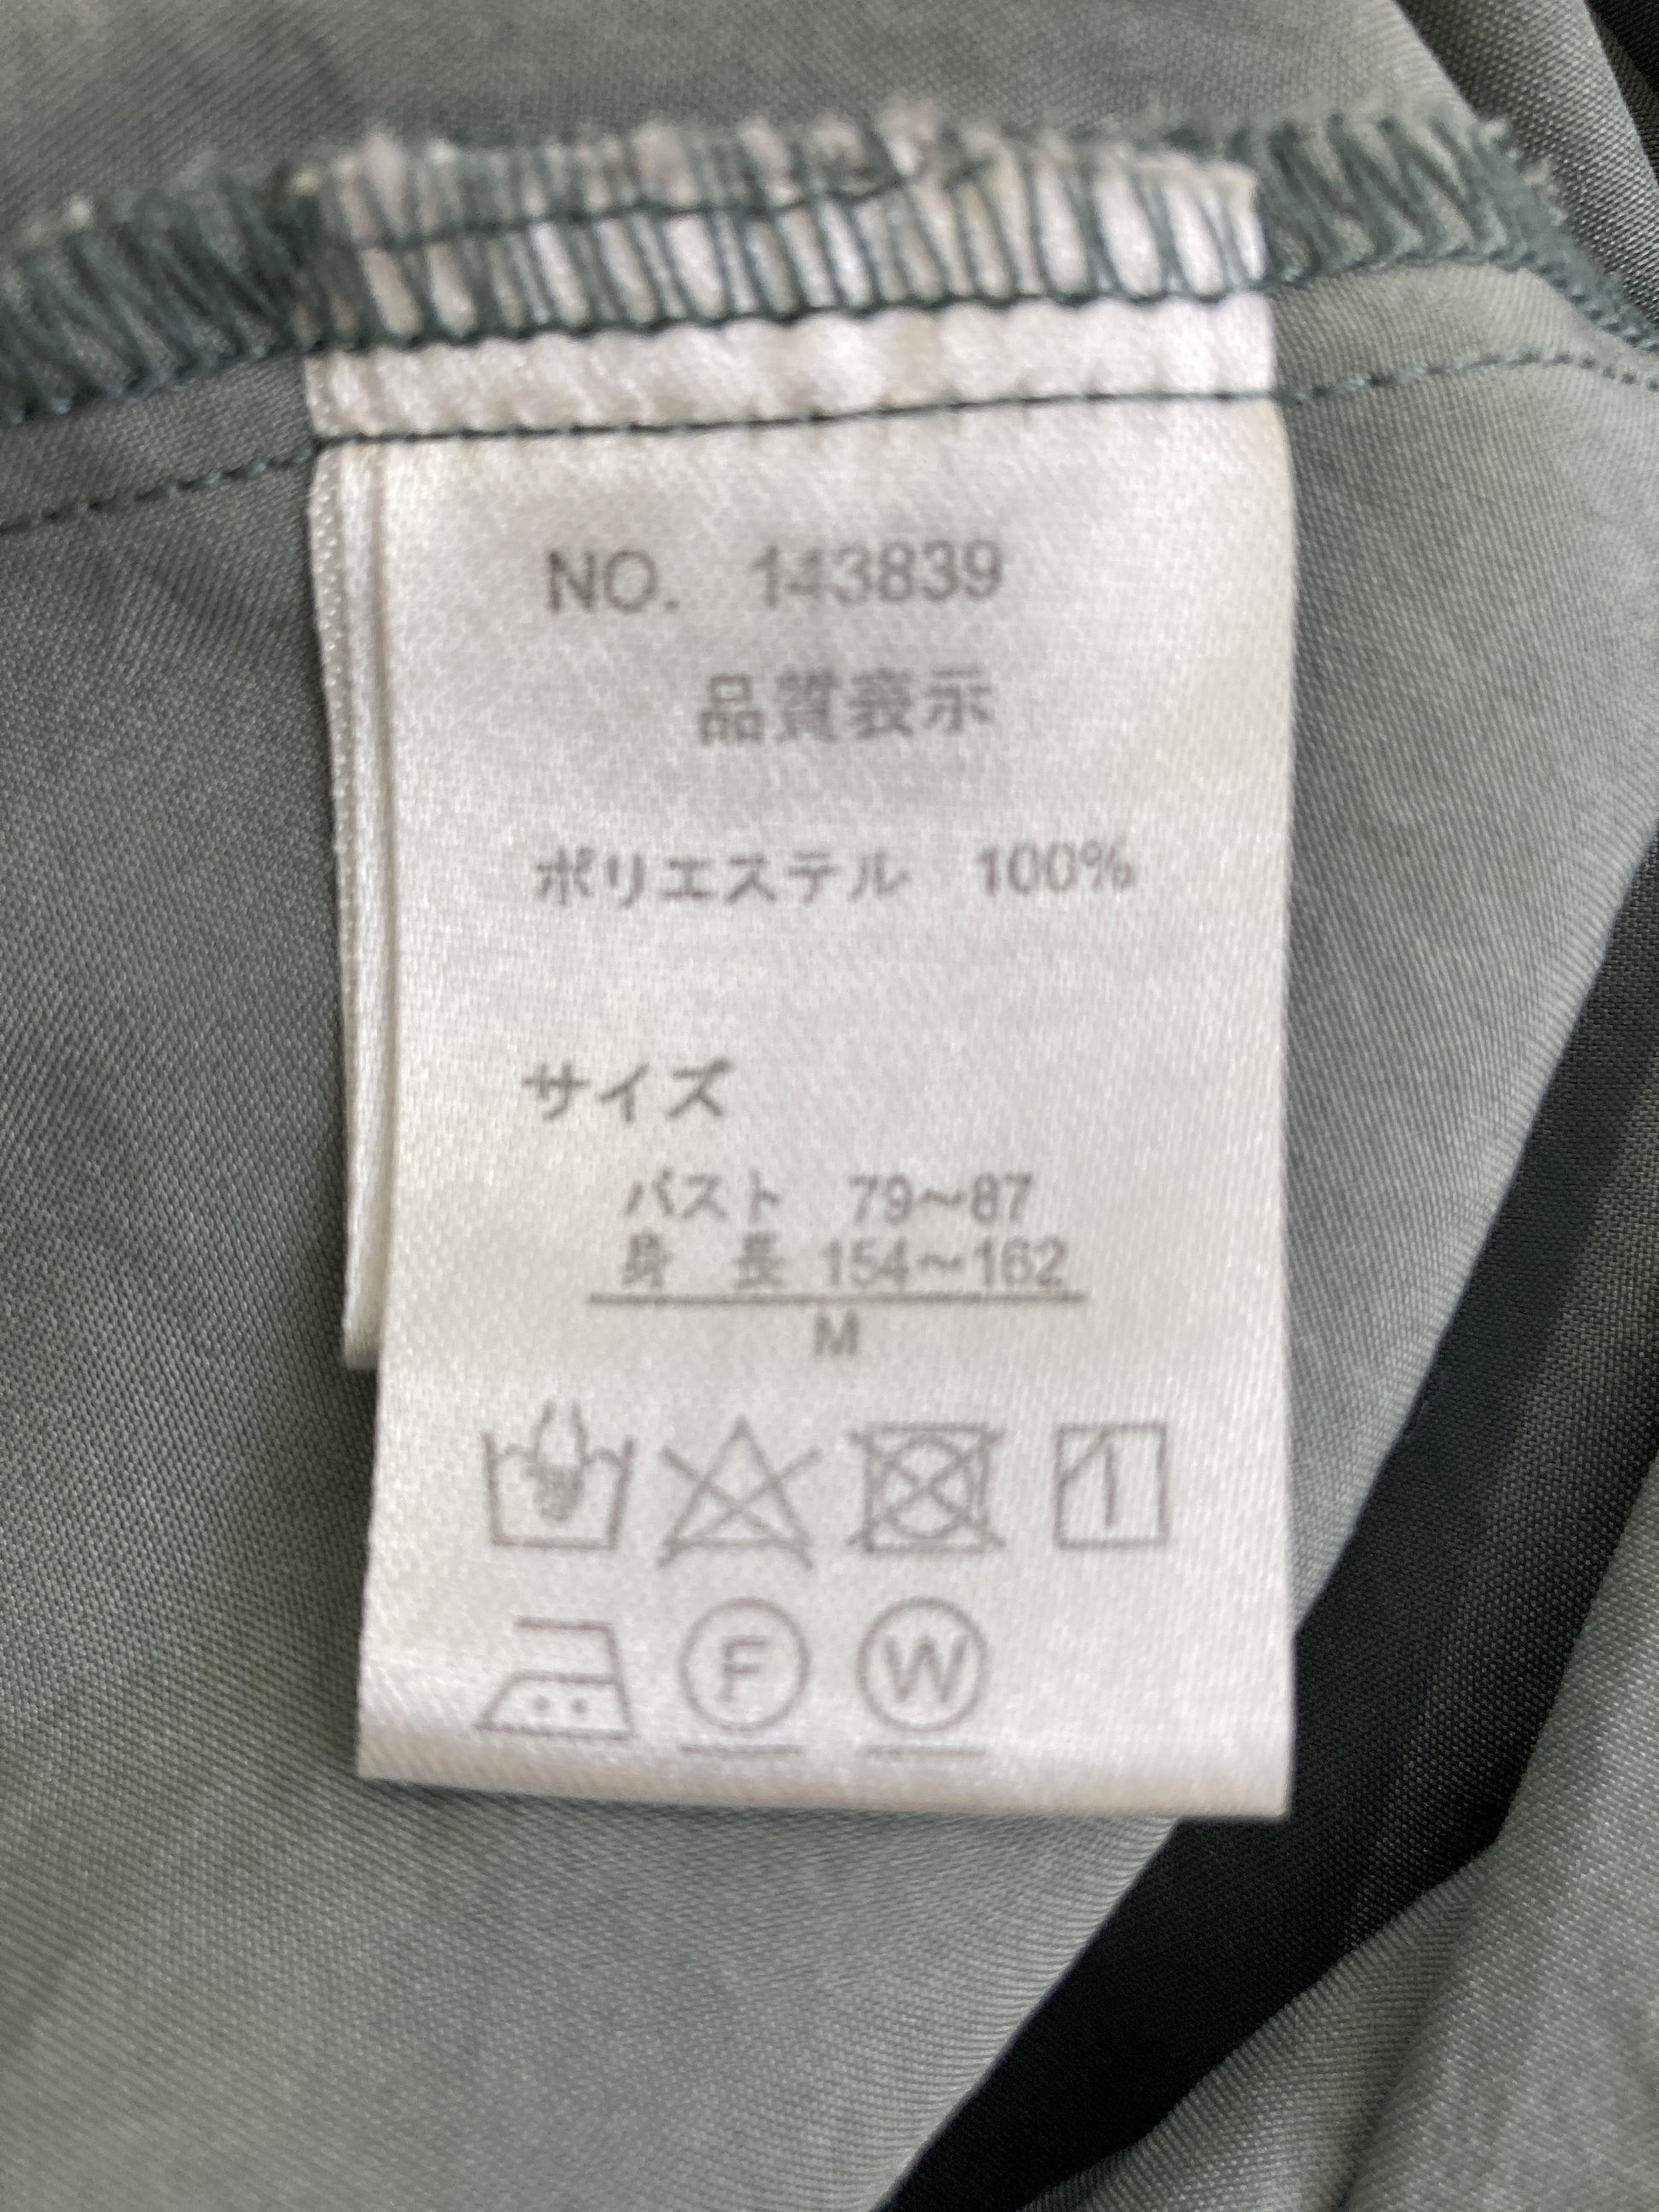 NO. 143839
品質表示
ポリエステル 100%
サイズ
バスト 79~87
身長 154~162
M
F W